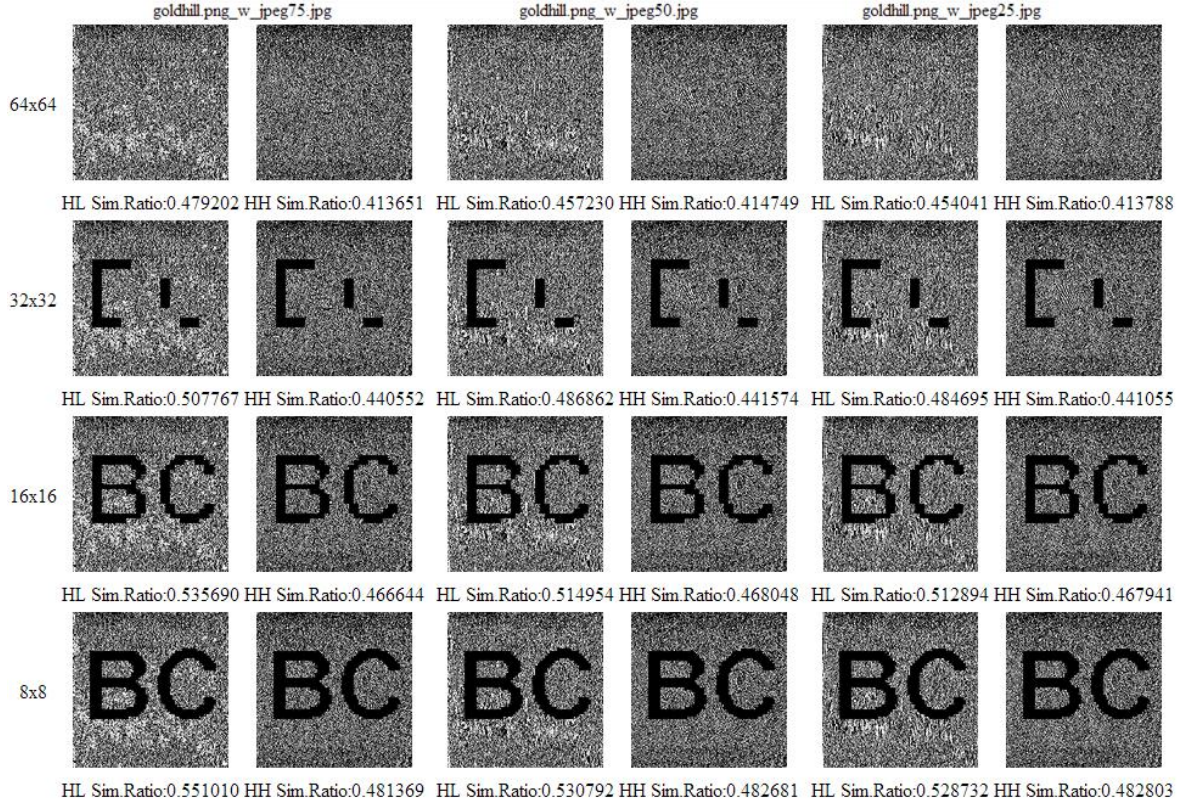 goldhill.png_w_jpeg75.jpg goldhill.png_w_jpeg50.jpg goldhill.png_w_jpeg25.jpg
64x64
HL Sim.Ratio:0.479202 HH Sim.Ratio:0.413651 HL Sim.Ratio:0.457230 HH Sim.Ratio:0.414749 HL Sim.Ratio:0.454041 HH Sim.Ratio:0.413788
32x32
HL Sim.Ratio:0.507767 HH Sim.Ratio:0.440552 HL Sim.Ratio:0.486862 HH Sim.Ratio:0.441574 HL Sim.Ratio:0.484695 HH Sim.Ratio:0.441055
16x16 BC BC BC BC BC BC
HL Sim.Ratio:0.535690 HH Sim.Ratio:0.466644 HL Sim.Ratio:0.514954 HH Sim.Ratio:0.468048 HL Sim.Ratio:0.512894 HH Sim.Ratio:0.467941
8x8 BC BC BC BC BC BC
HL Sim.Ratio:0.551010 HH Sim.Ratio:0.481369 HL Sim.Ratio:0.530792 HH Sim.Ratio:0.482681 HL Sim.Ratio:0.528732 HH Sim.Ratio:0.482803